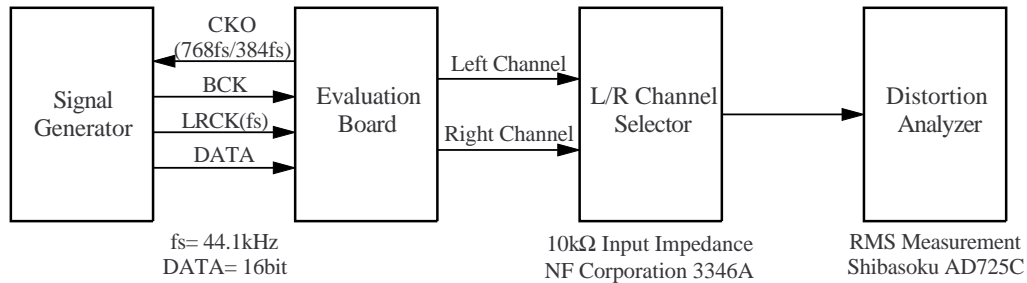 CKO
(768fs/384fs)
BCK
LRCK(fs)
DATA
Signal
Generator
Evaluation
Board
Left Channel
Right Channel
L/R Channel
Selector
Distortion
Analyzer
fs= 44.1kHz
DATA= 16bit
10kΩ Input Impedance
NF Corporation 3346A
RMS Measurement
Shibasoku AD725C